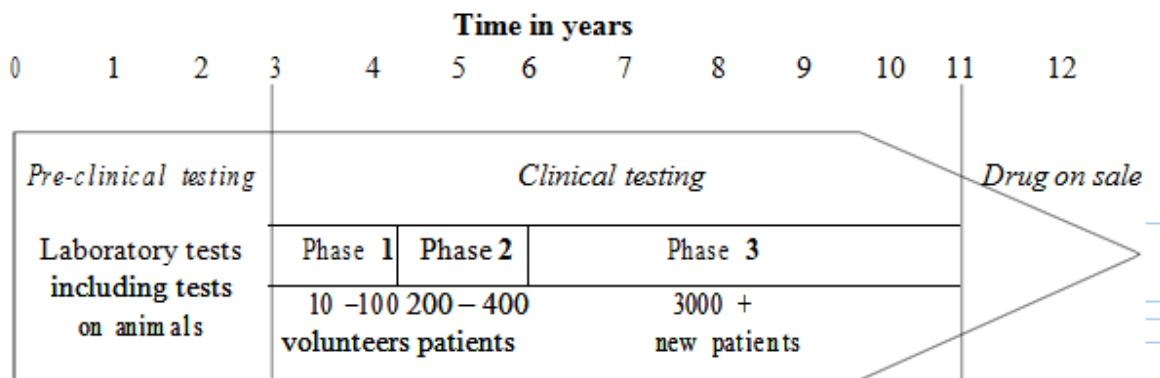 Time in years
0 1 2 3 4 5 6 7 8 9 10 11 12
Pre-clinical testing Clinical testing Drug on sale
Laboratory tests
including tests
on animals
Phase 1 Phase 2 Phase 3
10 –100 200 – 400 3000 +
volunteers patients new patients